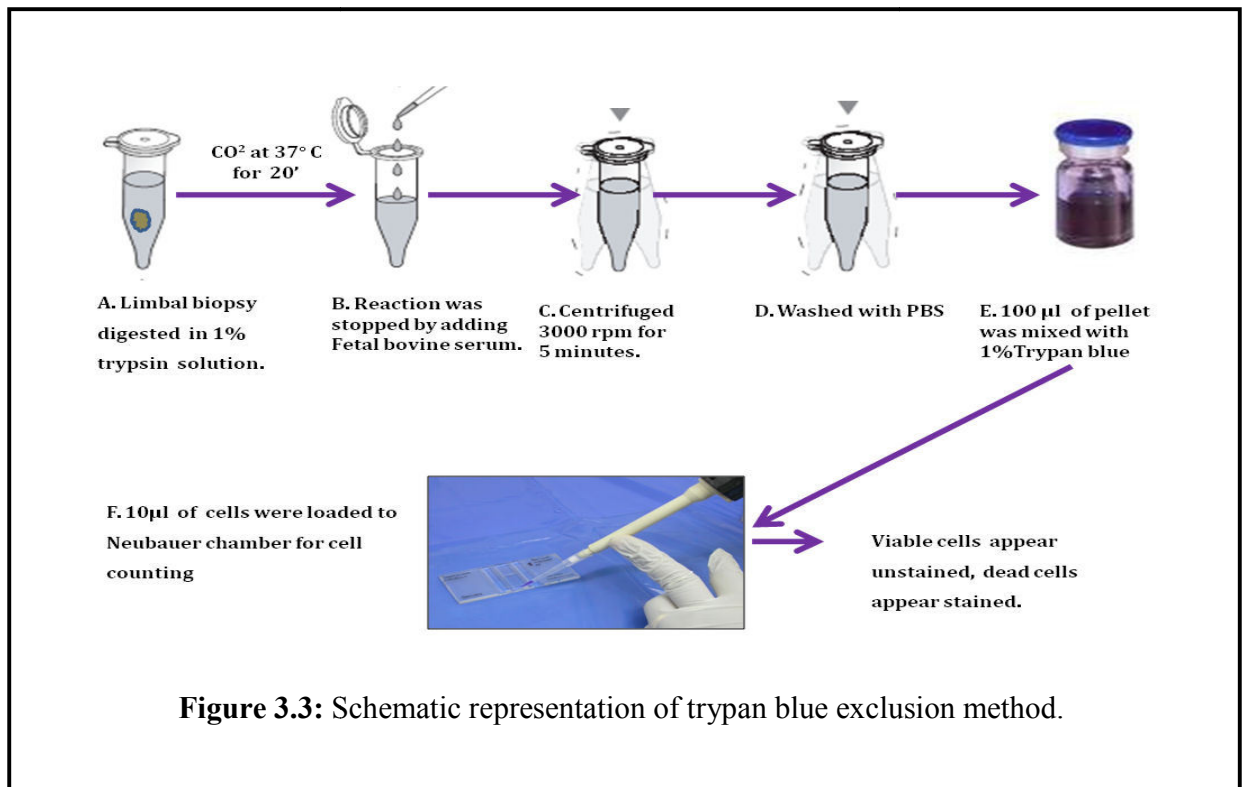 CO² at 37° C
for 20’
A. Limbal biopsy
digested in 1%
trypsin solution.
B. Reaction was
stopped by adding
Fetal bovine serum.
C. Centrifuged
3000 rpm for
5 minutes.
D. Washed with PBS
E. 100 µl of pellet
was mixed with
1%Trypan blue
F. 10µl of cells were loaded to
Neubauer chamber for cell
counting
Viable cells appear
unstained, dead cells
appear stained.
Figure 3.3: Schematic representation of trypan blue exclusion method.